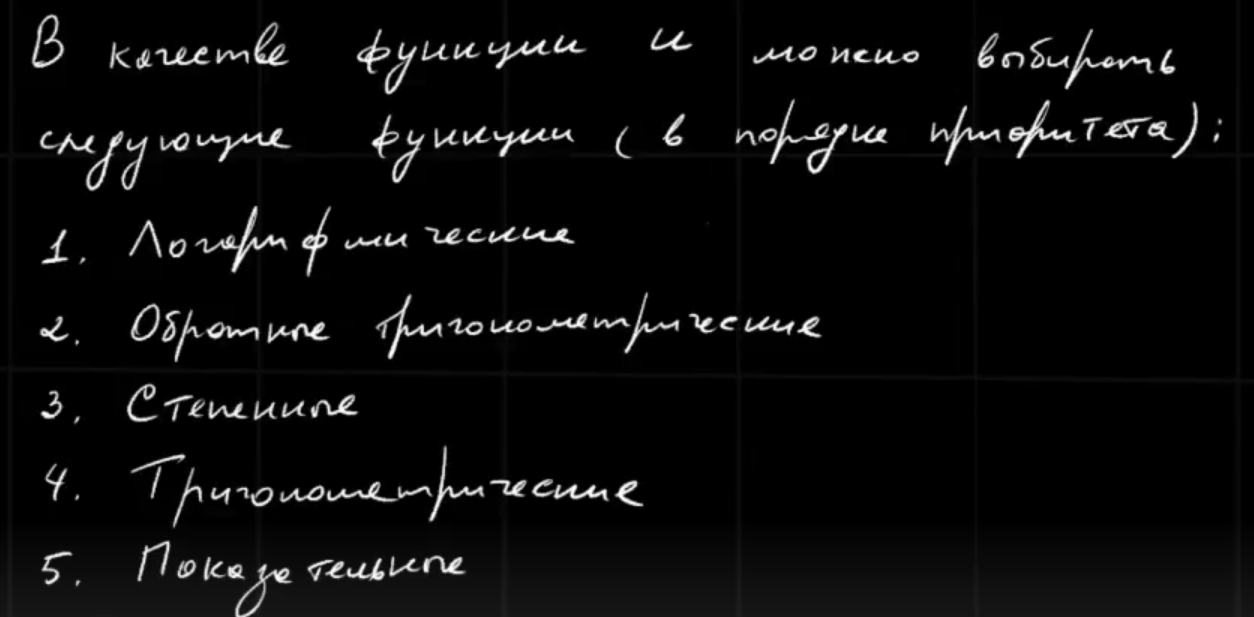 В качестве функции u можно выбирать
следующие функции (в порядке приоритета):
1. Логарифмические
2. Обратные тригонометрические
3. Степенные
4. Тригонометрические
5. Показательные